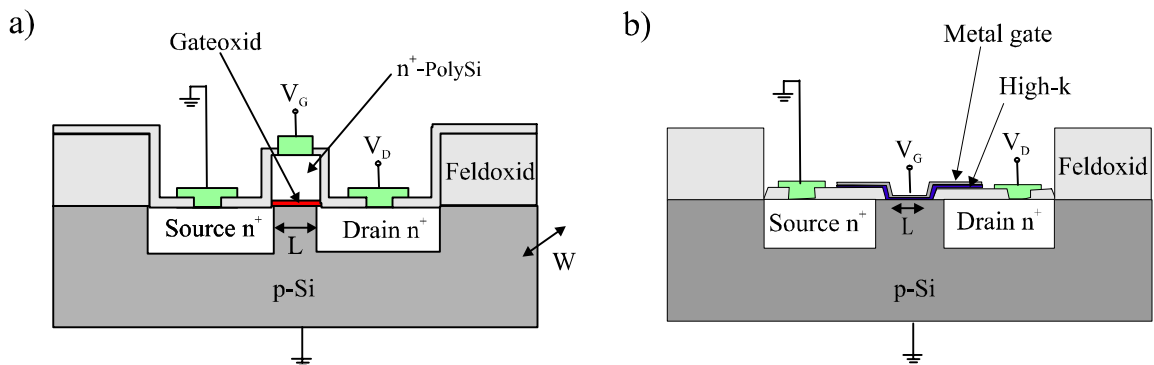 a)
Gateoxid
n⁺-PolySi
V_G
V_D
Feldoxid
Source n⁺
L
Drain n⁺
W
p-Si
b)
Metal gate
High-k
V_G
V_D
Feldoxid
Source n⁺
L
Drain n⁺
p-Si